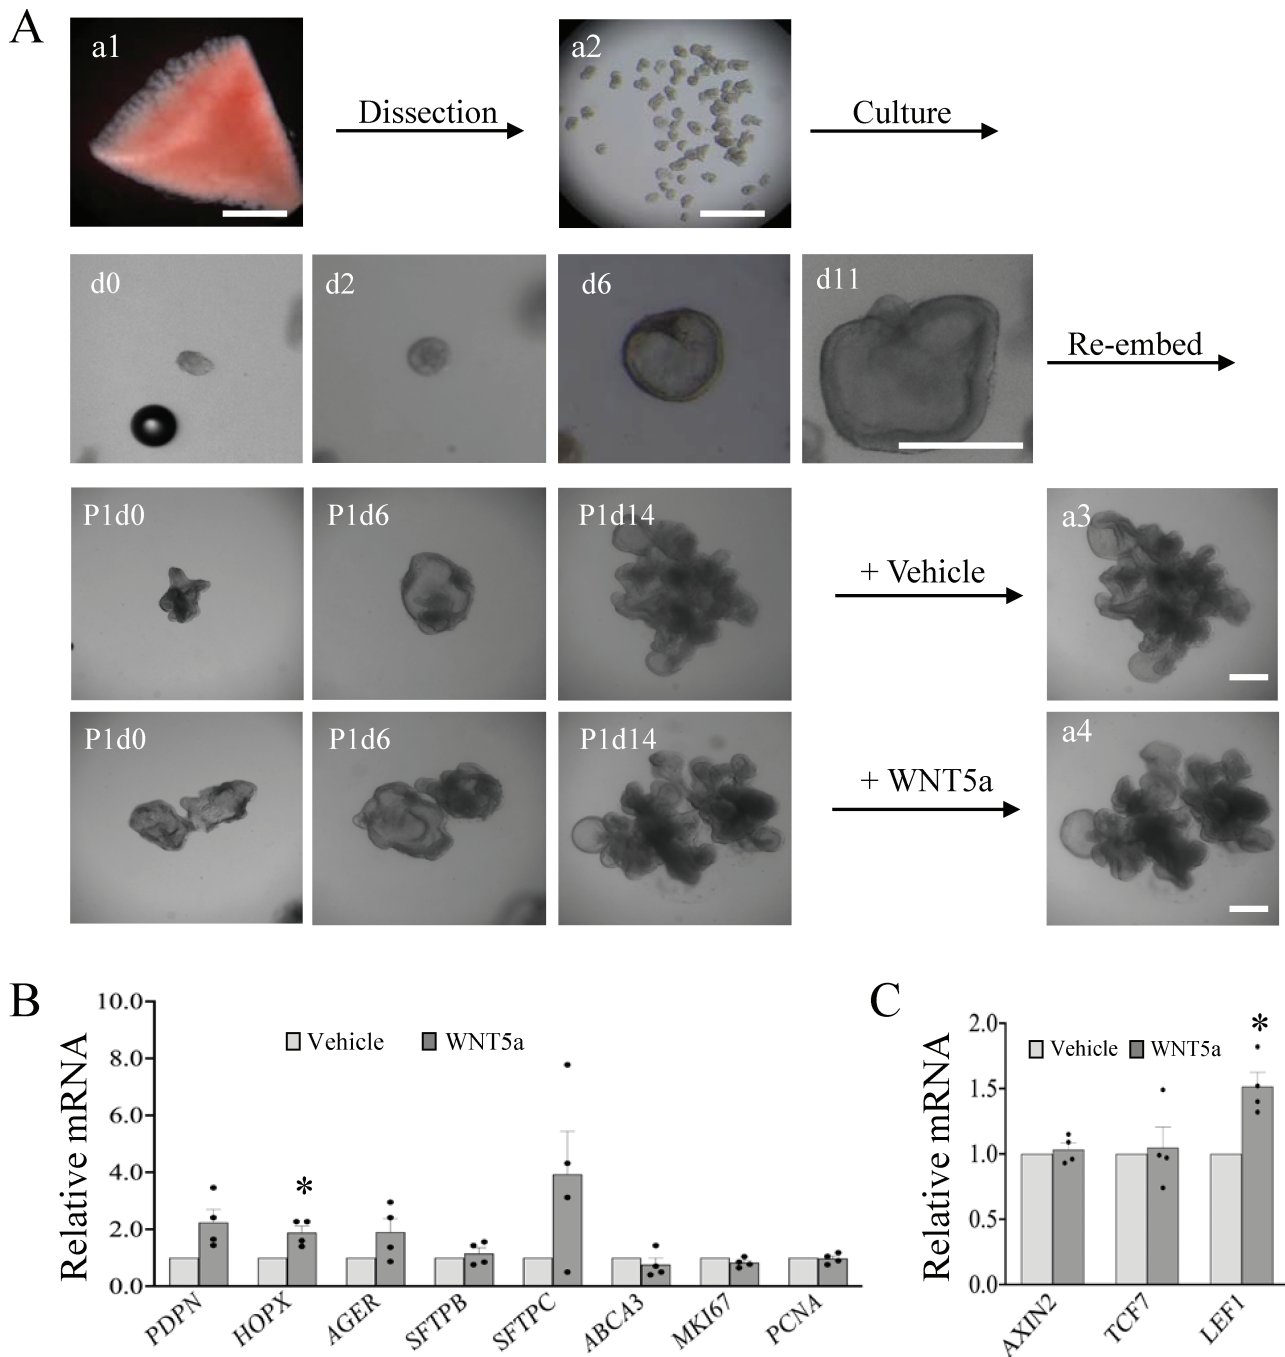 A
a1
Dissection
a2
Culture
d0
d2
d6
d11
Re-embed
P1d0
P1d6
P1d14
+ Vehicle
a3
P1d0
P1d6
P1d14
+ WNT5a
a4
B
Relative mRNA
10.0
8.0
6.0
4.0
2.0
0.0
Vehicle
WNT5a
*
PDPN
HOPX
AGER
SFTPB
SFTPC
ABCA3
MKI67
PCNA
C
Relative mRNA
2.0
1.5
1.0
0.5
0.0
Vehicle
WNT5a
*
AXIN2
TCF7
LEF1